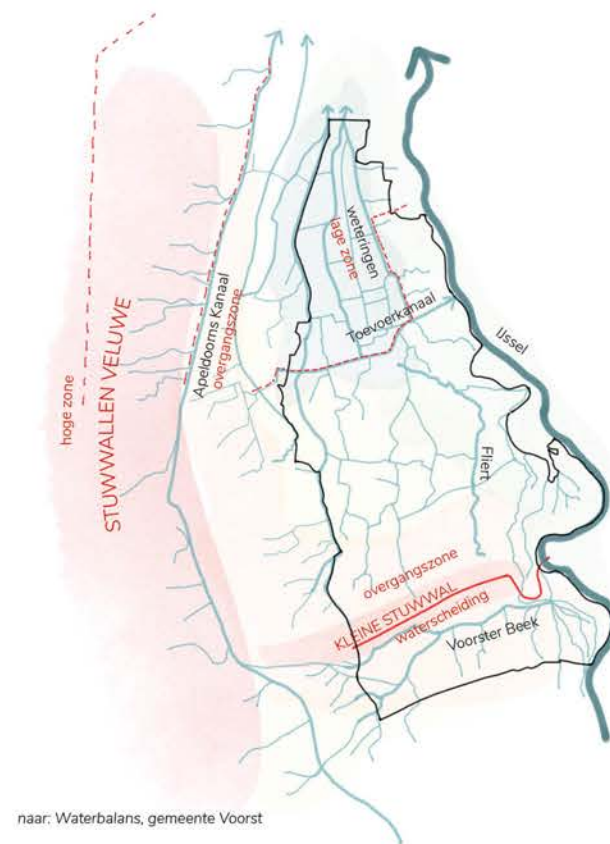 weteringen
lage zone
Toevoerkanaal
IJssel
Apeldoorns Kanaal
overgangszone
hoge zone
STUWWALLEN VELUWE
Fliert
overgangszone
KLEINE STUWWAL
waterscheiding
Voorster Beek
naar: Waterbalans, gemeente Voorst